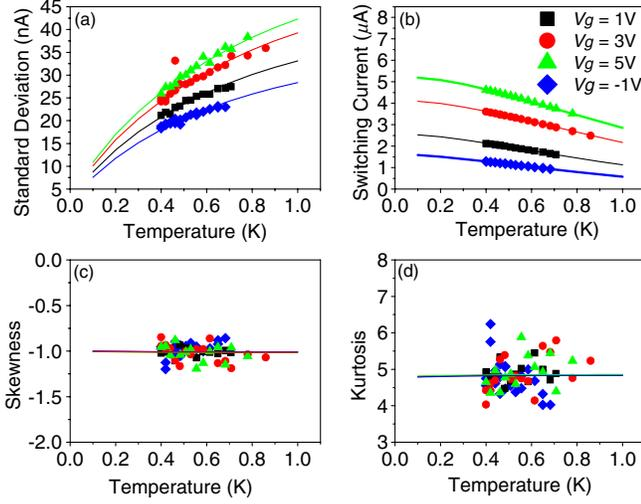 (a)
Standard Deviation (nA)
45
40
35
30
25
20
15
10
5
0.0 0.2 0.4 0.6 0.8 1.0
Temperature (K)
(b)
Switching Current (μA)
8
7
6
5
4
3
2
1
0
Vg = 1V
Vg = 3V
Vg = 5V
Vg = -1V
0.0 0.2 0.4 0.6 0.8 1.0
Temperature (K)
(c)
Skewness
0.0
-0.5
-1.0
-1.5
-2.0
0.0 0.2 0.4 0.6 0.8 1.0
Temperature (K)
(d)
Kurtosis
8
7
6
5
4
3
0.0 0.2 0.4 0.6 0.8 1.0
Temperature (K)